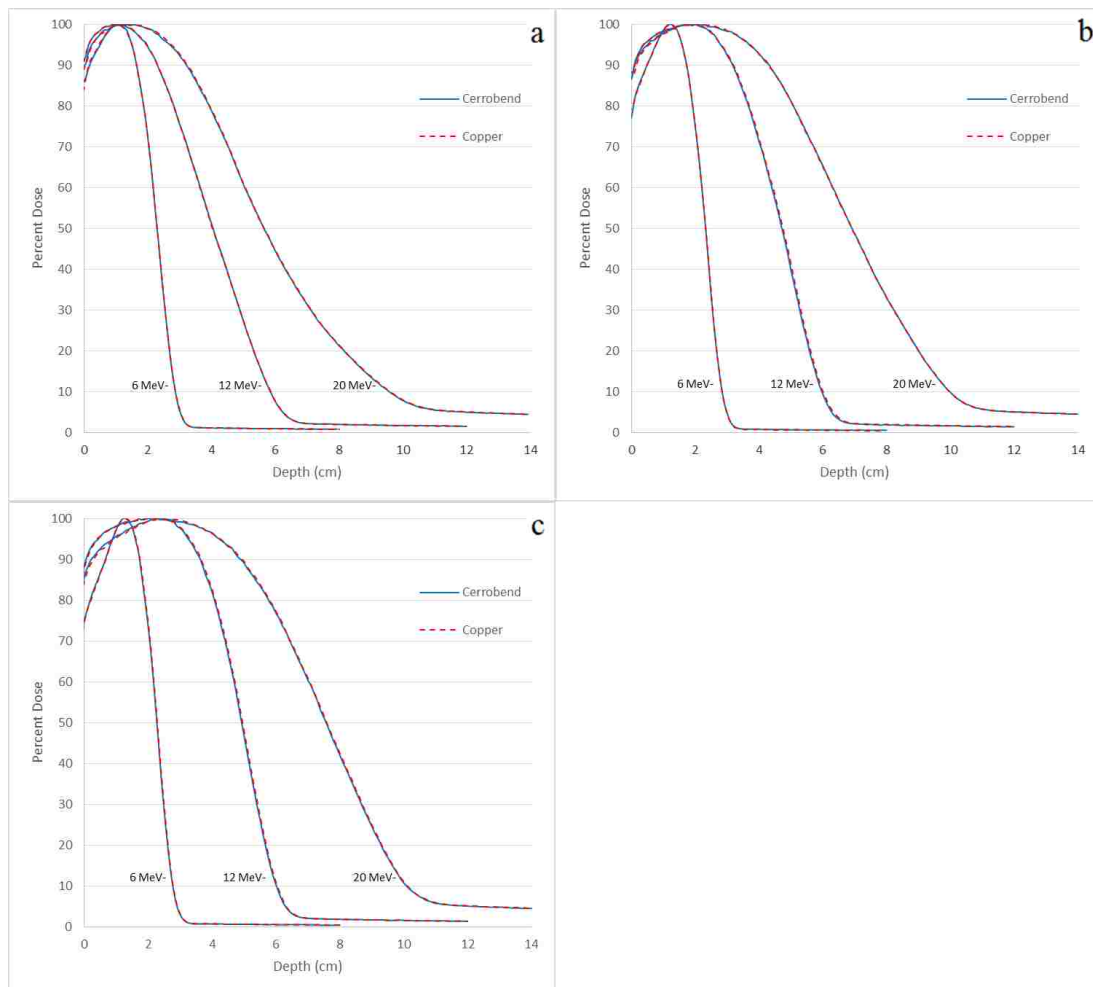 a
100
90
80
70
60
50
40
30
20
10
0
Percent Dose
Cerrobend
Copper
6 MeV-
12 MeV-
20 MeV-
0 2 4 6 8 10 12 14
Depth (cm)
b
100
90
80
70
60
50
40
30
20
10
0
Percent Dose
Cerrobend
Copper
6 MeV-
12 MeV-
20 MeV-
0 2 4 6 8 10 12 14
Depth (cm)
c
100
90
80
70
60
50
40
30
20
10
0
Percent Dose
Cerrobend
Copper
6 MeV-
12 MeV-
20 MeV-
0 2 4 6 8 10 12 14
Depth (cm)